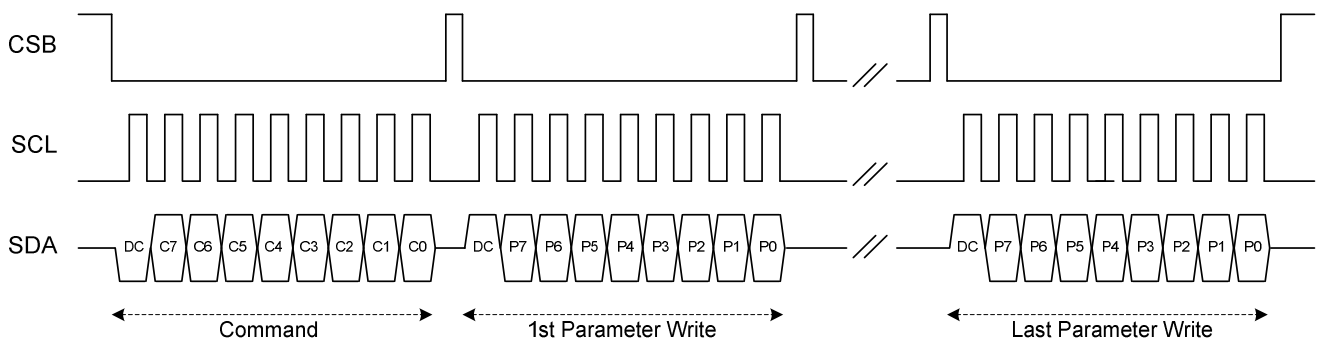 CSB
SCL
SDA DC C7 C6 C5 C4 C3 C2 C1 C0 DC P7 P6 P5 P4 P3 P2 P1 P0 // DC P7 P6 P5 P4 P3 P2 P1 P0
Command 1st Parameter Write Last Parameter Write